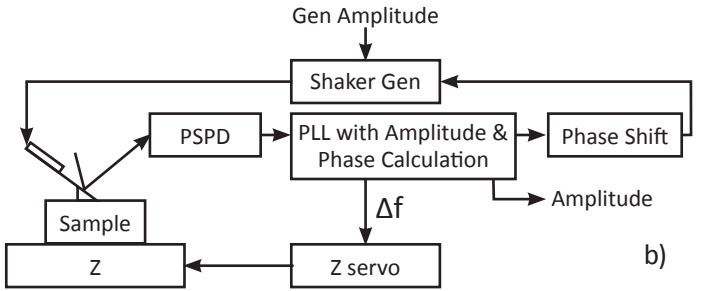 Gen Amplitude
Shaker Gen
PSPD
PLL with Amplitude &
Phase Calculation
Phase Shift
Amplitude
Δf
Sample
Z
Z servo
b)